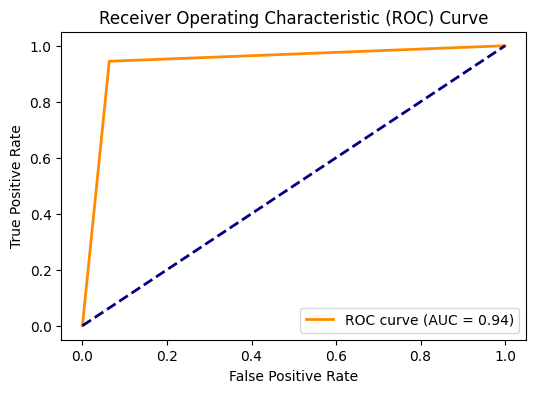 Receiver Operating Characteristic (ROC) Curve
True Positive Rate
1.0
0.8
0.6
0.4
0.2
0.0
ROC curve (AUC = 0.94)
0.0 0.2 0.4 0.6 0.8 1.0
False Positive Rate